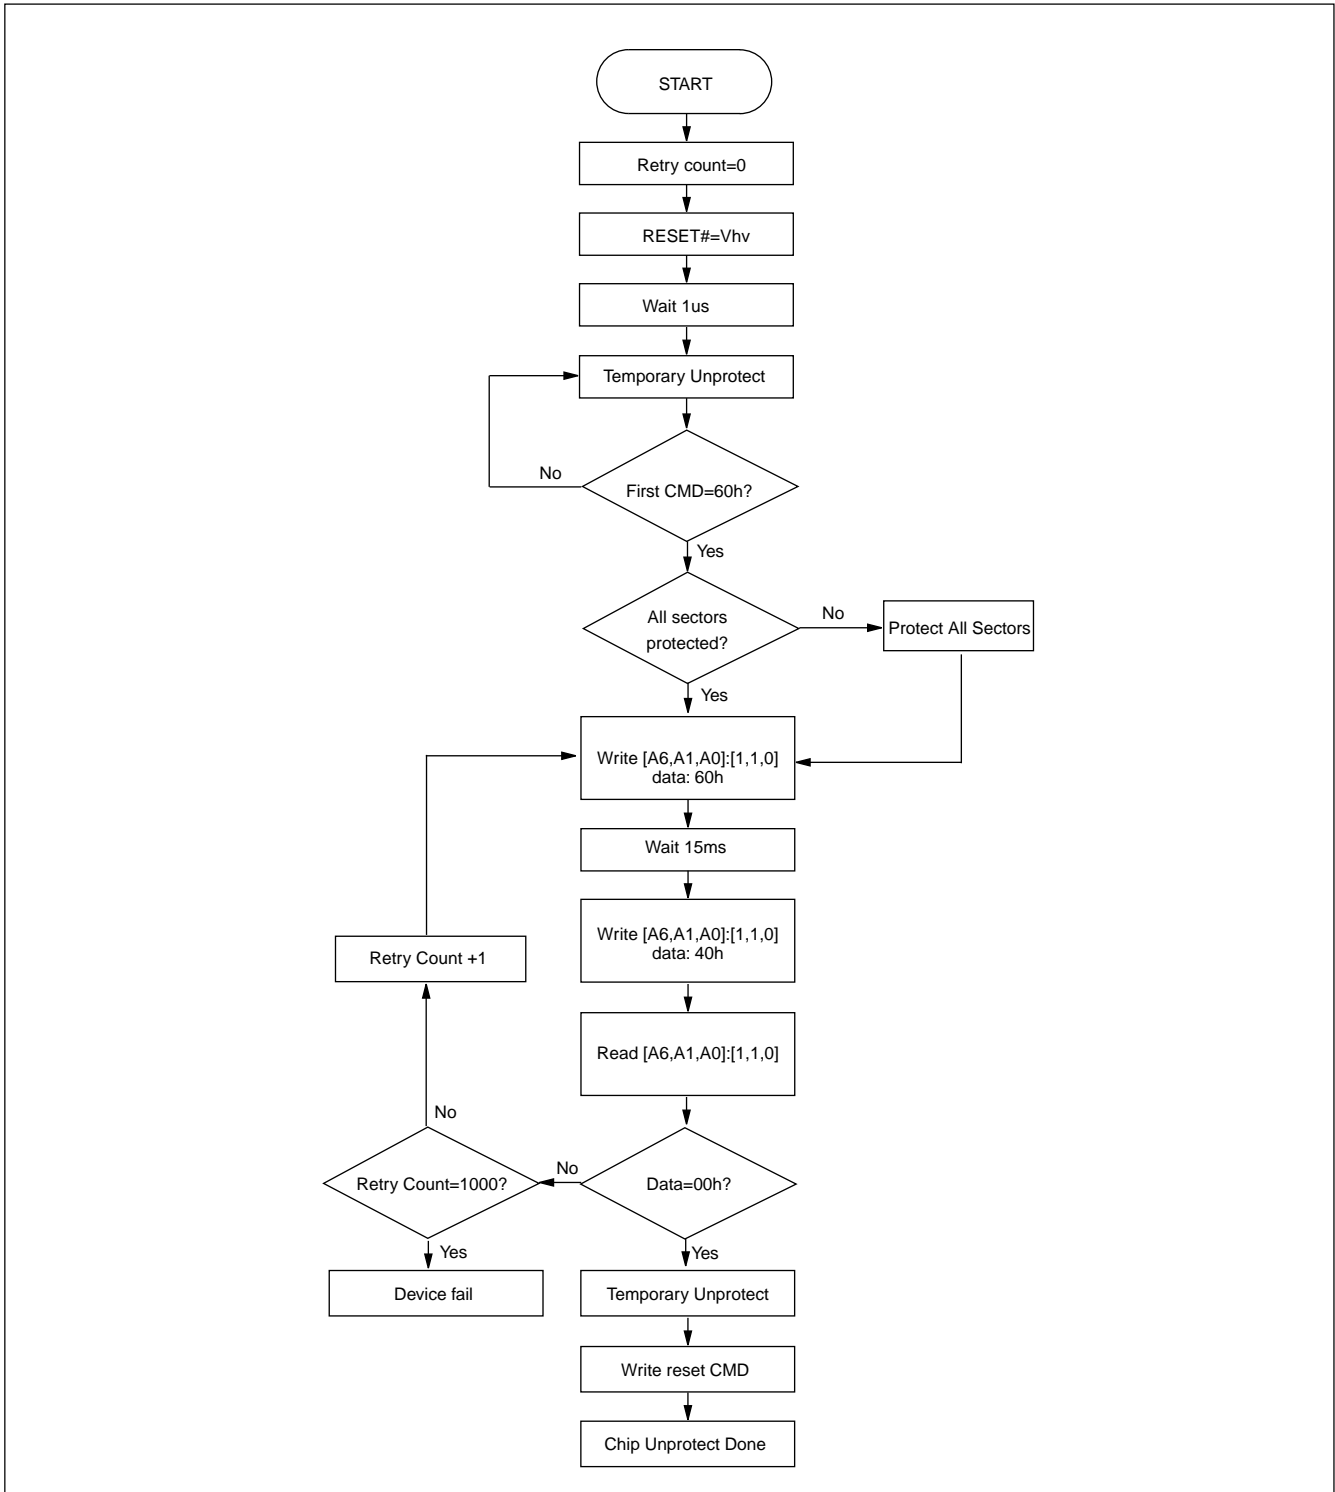 START
Retry count=0
RESET#=Vhv
Wait 1us
Temporary Unprotect
No
First CMD=60h?
Yes
All sectors
protected?
No
Protect All Sectors
Yes
Write [A6,A1,A0]:[1,1,0]
data: 60h
Wait 15ms
Write [A6,A1,A0]:[1,1,0]
data: 40h
Retry Count +1
Read [A6,A1,A0]:[1,1,0]
No
Retry Count=1000?
No
Data=00h?
Yes
Yes
Device fail
Temporary Unprotect
Write reset CMD
Chip Unprotect Done